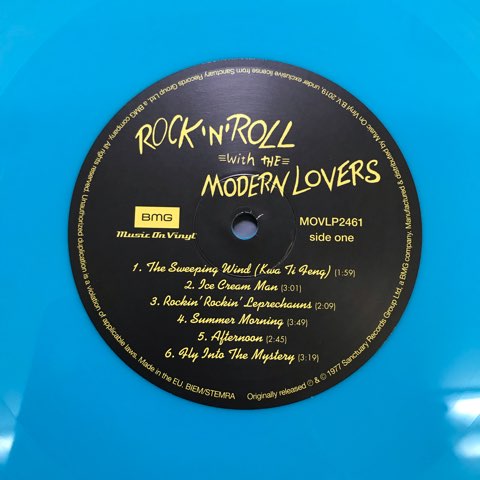 ROCK 'N' ROLL
with the
MODERN LOVERS
BMG
Music On Vinyl
MOVLP2461
side one
1. The Sweeping Wind (Kwa Ti Feng) (1:59)
2. Ice Cream Man (3:01)
3. Rockin' Rockin' Leprechauns (2:09)
4. Summer Morning (3:49)
5. Afternoon (2:45)
6. Fly Into The Mystery (3:19)
Originally released ℗ & © 1977 Sanctuary Records Group Ltd, a BMG company. Manufactured & distributed by Music On Vinyl B.V. 2019, under exclusive license from Sanctuary Records Group Ltd, a BMG company. All rights reserved. Unauthorized duplication is a violation of applicable laws. Made in the EU. BIEM/STEMRA